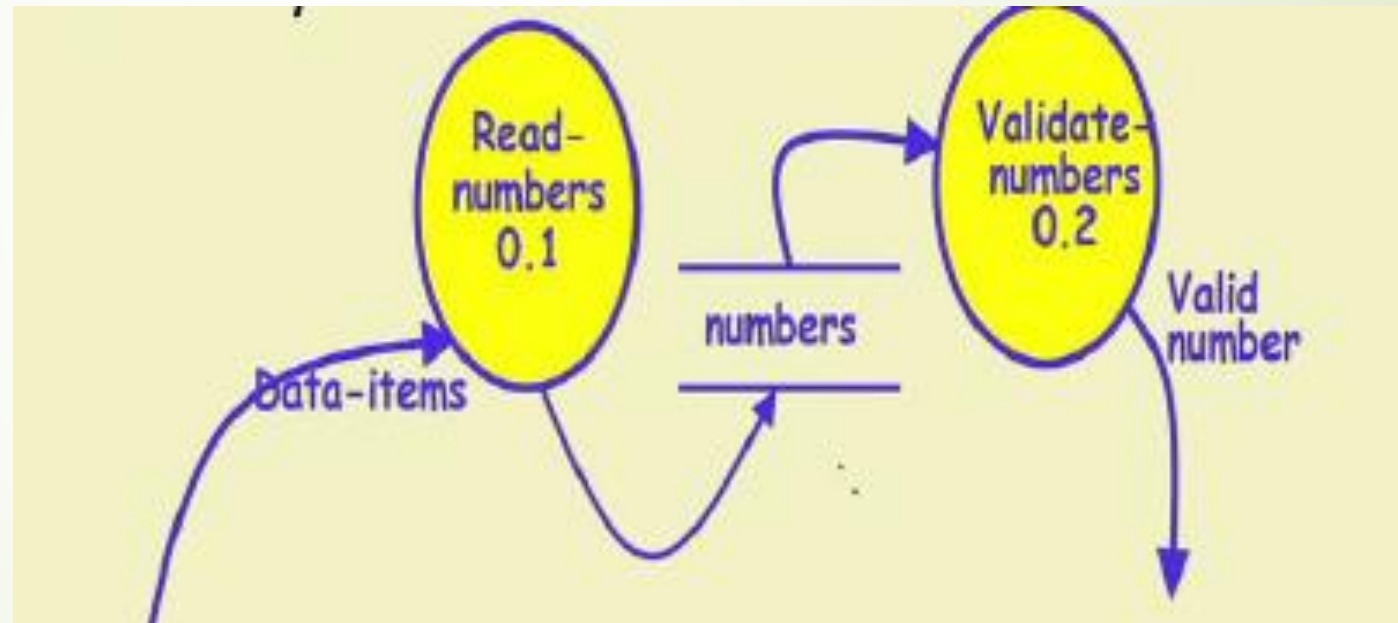 Read-
numbers
0.1
Validate-
numbers
0.2
numbers
Data-items
Valid
number